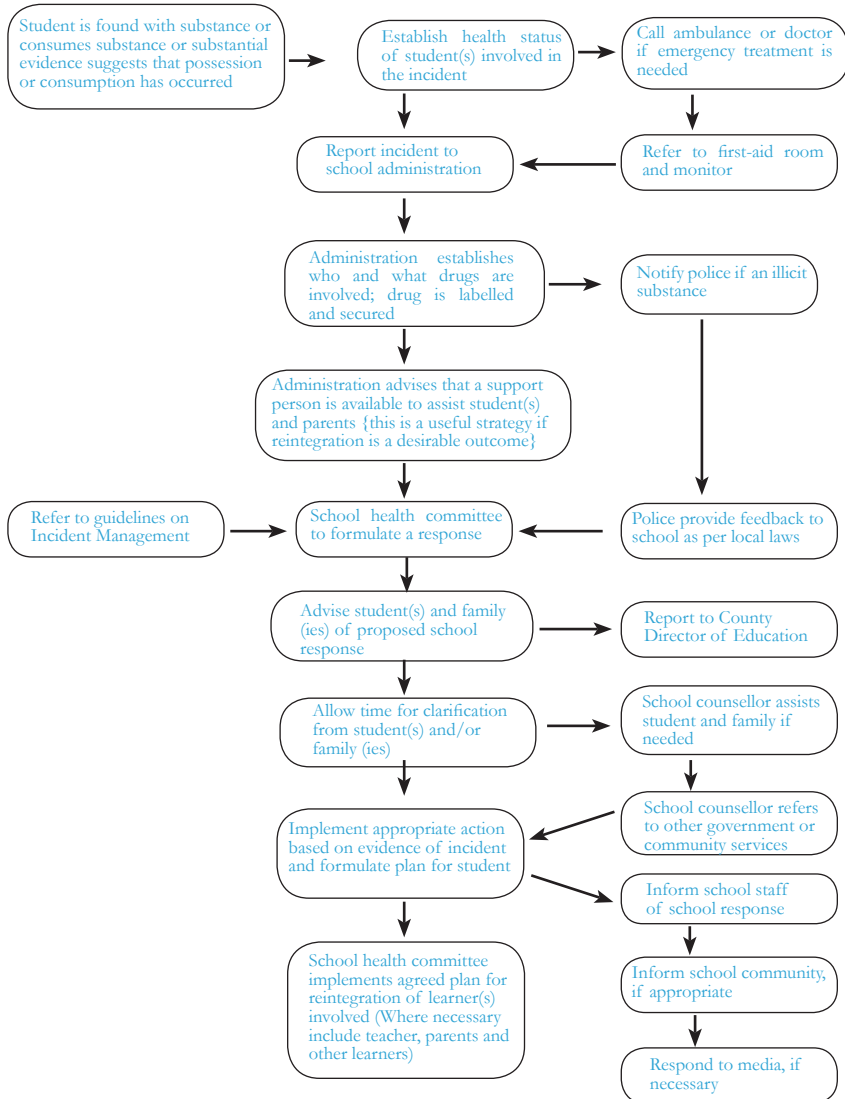 Student is found with substance or
consumes substance or substantial
evidence suggests that possession
or consumption has occurred
Establish health status
of student(s) involved in
the incident
Call ambulance or doctor
if emergency treatment is
needed
Report incident to
school administration
Refer to first-aid room
and monitor
Administration establishes
who and what drugs are
involved; drug is labelled
and secured
Notify police if an illicit
substance
Administration advises that a support
person is available to assist student(s)
and parents {this is a useful strategy if
reintegration is a desirable outcome}
Refer to guidelines on
Incident Management
School health committee
to formulate a response
Police provide feedback to
school as per local laws
Advise student(s) and family
(ies) of proposed school
response
Report to County
Director of Education
Allow time for clarification
from student(s) and/or
family (ies)
School counsellor assists
student and family if
needed
Implement appropriate action
based on evidence of incident
and formulate plan for student
School counsellor refers
to other government or
community services
Inform school staff
of school response
School health committee
implements agreed plan for
reintegration of learner(s)
involved (Where necessary
include teacher, parents and
other learners)
Inform school community,
if appropriate
Respond to media, if
necessary